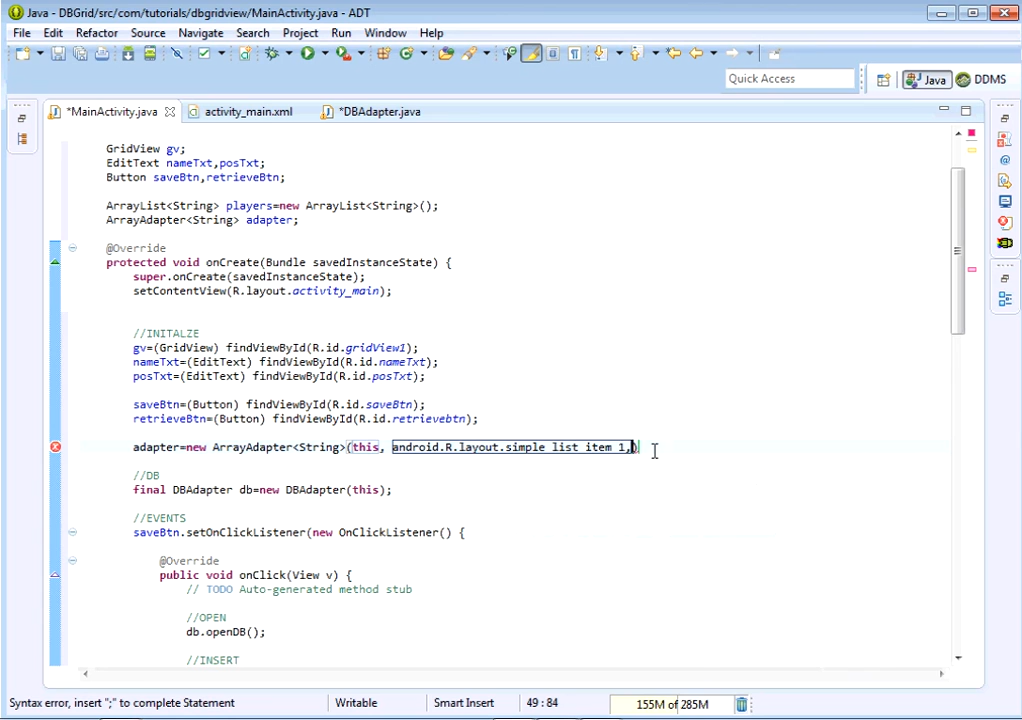 Java - DBGrid/src/com/tutorials/dbgridview/MainActivity.java - ADT
File Edit Refactor Source Navigate Search Project Run Window Help
Quick Access
Java
DDMS
*MainActivity.java
activity_main.xml
*DBAdapter.java
GridView gv;
EditText nameTxt,posTxt;
Button saveBtn,retrieveBtn;
ArrayList<String> players=new ArrayList<String>();
ArrayAdapter<String> adapter;
@Override
protected void onCreate(Bundle savedInstanceState) {
super.onCreate(savedInstanceState);
setContentView(R.layout.activity_main);
//INITALZE
gv=(GridView) findViewById(R.id.gridView1);
nameTxt=(EditText) findViewById(R.id.nameTxt);
posTxt=(EditText) findViewById(R.id.posTxt);
saveBtn=(Button) findViewById(R.id.saveBtn);
retrieveBtn=(Button) findViewById(R.id.retrievebtn);
adapter=new ArrayAdapter<String>(this, android.R.layout.simple_list_item_1,)
//DB
final DBAdapter db=new DBAdapter(this);
//EVENTS
saveBtn.setOnClickListener(new OnClickListener() {
@Override
public void onClick(View v) {
// TODO Auto-generated method stub
//OPEN
db.openDB();
//INSERT
Syntax error, insert ";" to complete Statement
Writable
Smart Insert
49 : 84
155M of 285M